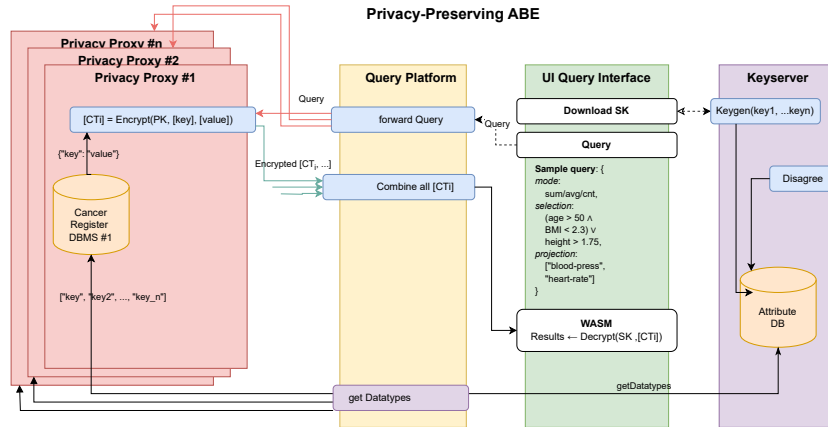 Privacy-Preserving ABE
Privacy Proxy #n
Privacy Proxy #2
Privacy Proxy #1
Query Platform
UI Query Interface
Keyserver
[CTi] = Encrypt(PK, [key], [value])
Query
forward Query
Download SK
Keygen(key1, ...keyn)
Query
Query
{"key": "value"}
Encrypted [CTi, ...]
Combine all [CTi]
Sample query: {
mode:
sum/avg/cnt,
selection:
(age > 50 ∧
BMI < 2.3) ∨
height > 1.75,
projection:
["blood-press",
"heart-rate"]
}
Disagree
Cancer
Register
DBMS #1
["key", "key2", ..., "key_n"]
WASM
Results ← Decrypt(SK ,[CTi])
Attribute
DB
get Datatypes
getDatatypes